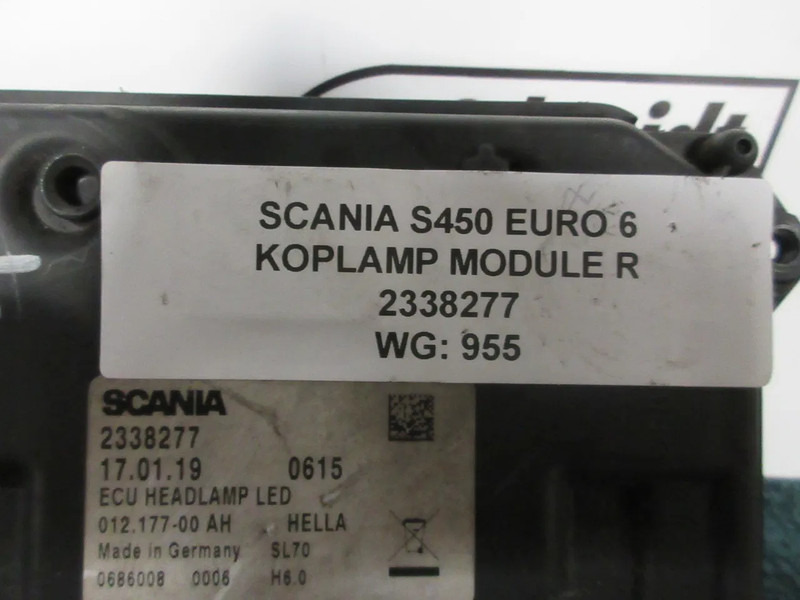 SCANIA S450 EURO 6
KOPLAMP MODULE R
2338277
WG: 955
SCANIA
2338277
17.01.19 0615
ECU HEADLAMP LED
012.177-00 AH HELLA
Made in Germany SL70
0686008 0006 H6.0